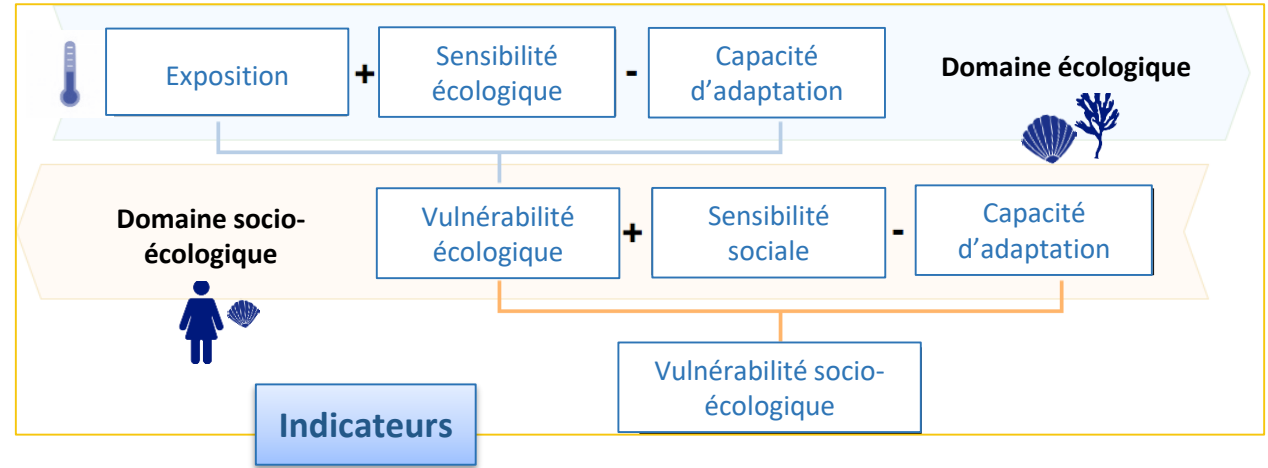 Exposition
+
Sensibilité
écologique
-
Capacité
d’adaptation
Domaine écologique
Domaine socio-
écologique
Vulnérabilité
écologique
+
Sensibilité
sociale
-
Capacité
d’adaptation
Vulnérabilité socio-
écologique
Indicateurs